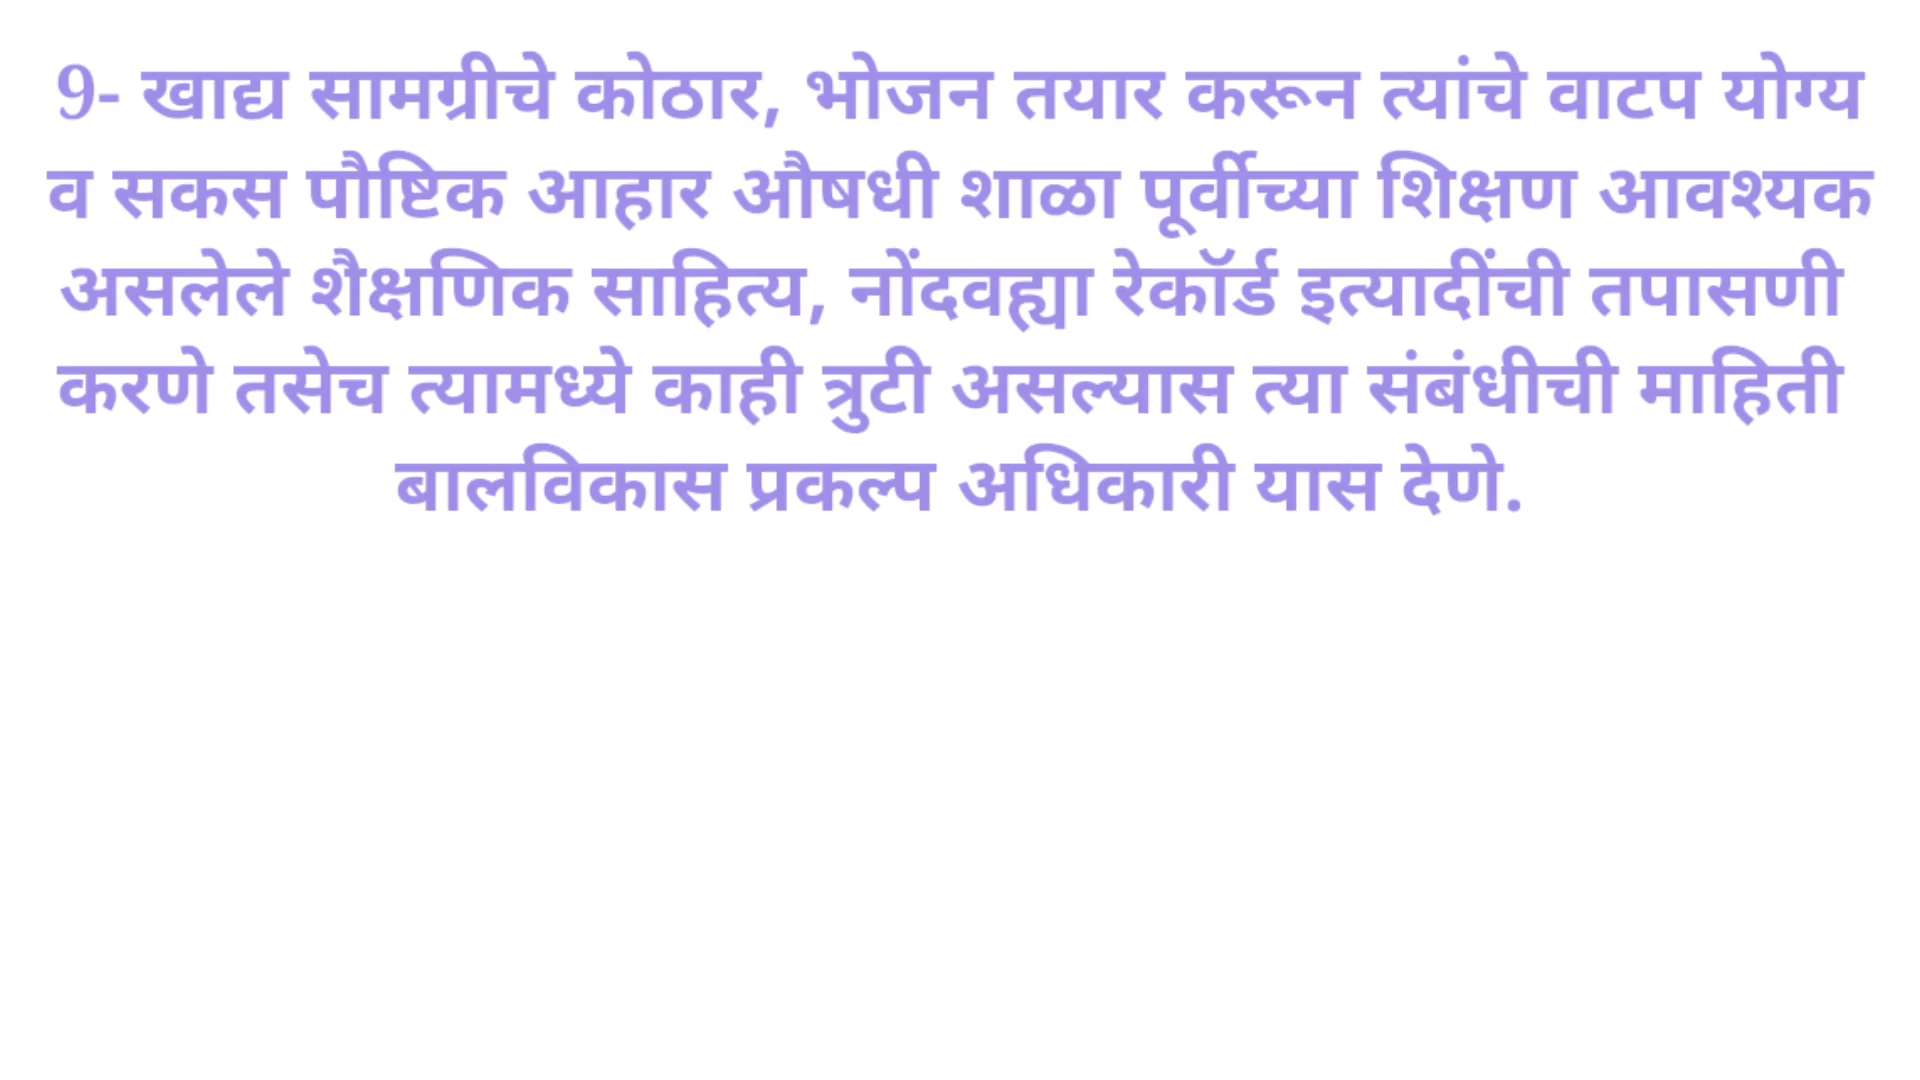 9- खाद्य सामग्रीचे कोठार, भोजन तयार करून त्यांचे वाटप योग्य
व सकस पौष्टिक आहार औषधी शाळा पूर्वीच्या शिक्षण आवश्यक
असलेले शैक्षणिक साहित्य, नोंदवह्या रेकॉर्ड इत्यादींची तपासणी
करणे तसेच त्यामध्ये काही त्रुटी असल्यास त्या संबंधीची माहिती
बालविकास प्रकल्प अधिकारी यास देणे.